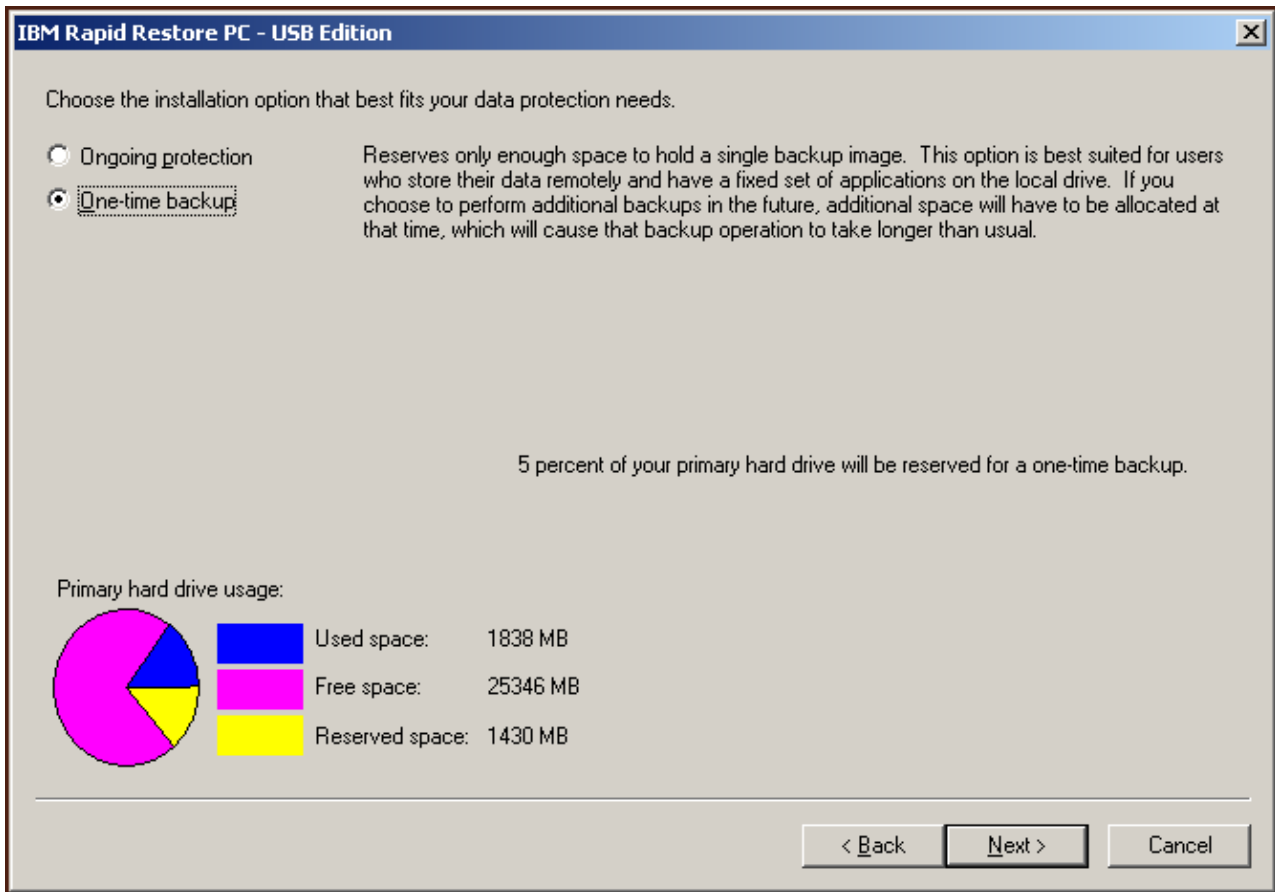 IBM Rapid Restore PC - USB Edition
Choose the installation option that best fits your data protection needs.
Ongoing protection
One-time backup
Reserves only enough space to hold a single backup image. This option is best suited for users
who store their data remotely and have a fixed set of applications on the local drive. If you
choose to perform additional backups in the future, additional space will have to be allocated at
that time, which will cause that backup operation to take longer than usual.
5 percent of your primary hard drive will be reserved for a one-time backup.
Primary hard drive usage:
Used space: 1838 MB
Free space: 25346 MB
Reserved space: 1430 MB
< Back Next > Cancel